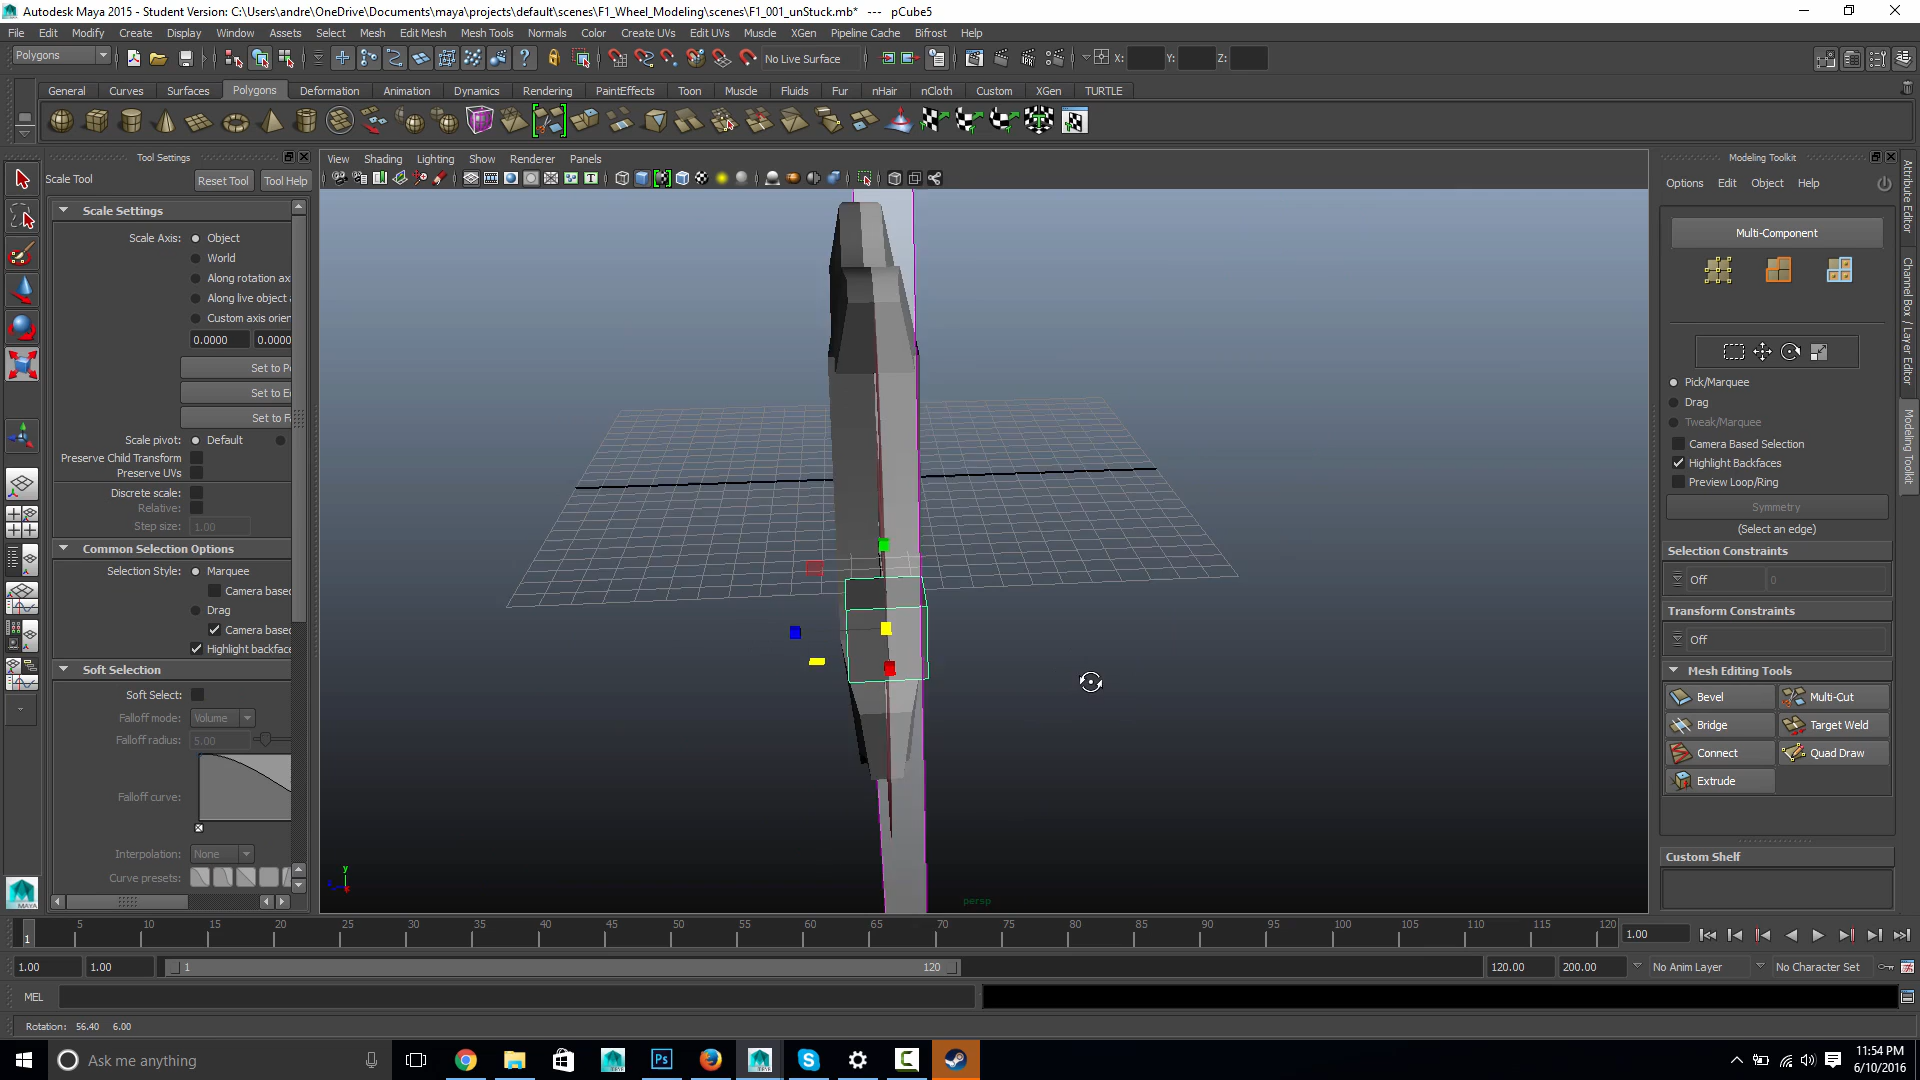 Autodesk Maya 2015 - Student Version: C:\Users\andre\OneDrive\Documents\maya\projects\default\scenes\F1_Wheel_Modeling\scenes\F1_001_unStuck.mb* --- pCube5
File Edit Modify Create Display Window Assets Select Mesh Edit Mesh Mesh Tools Normals Color Create UVs Edit UVs Muscle XGen Pipeline Cache Bifrost Help
Polygons No Live Surface X: Y: Z:
General Curves Surfaces Polygons Deformation Animation Dynamics Rendering PaintEffects Toon Muscle Fluids Fur nHair nCloth Custom XGen TURTLE
Tool Settings
Scale Tool Reset Tool Tool Help
Scale Settings
Scale Axis: Object
World
Along rotation ax
Along live object a
Custom axis orien
0.0000 0.0000
Set to P
Set to E
Set to F
Scale pivot: Default
Preserve Child Transform
Preserve UVs
Discrete scale:
Relative:
Step size: 1.00
Common Selection Options
Selection Style: Marquee
Camera based
Drag
Camera based
Highlight backface
Soft Selection
Soft Select:
Falloff mode: Volume
Falloff radius: 5.00
Falloff curve:
Interpolation: None
Curve presets:
View Shading Lighting Show Renderer Panels
persp
y
Modeling Toolkit
Options Edit Object Help
Multi-Component
Pick/Marquee
Drag
Tweak/Marquee
Camera Based Selection
Highlight Backfaces
Preview Loop/Ring
Symmetry
(Select an edge)
Selection Constraints
Off 0
Transform Constraints
Off
Mesh Editing Tools
Bevel Multi-Cut
Bridge Target Weld
Connect Quad Draw
Extrude
Custom Shelf
Attribute Editor
Channel Box / Layer Editor
Modeling Toolkit
1 5 10 15 20 25 30 35 40 45 50 55 60 65 70 75 80 85 90 95 100 105 110 115 120 1.00
1.00 1.00 1 120 120.00 200.00 No Anim Layer No Character Set
MEL
Rotation: 56.40 6.00
Ask me anything
11:54 PM
6/10/2016